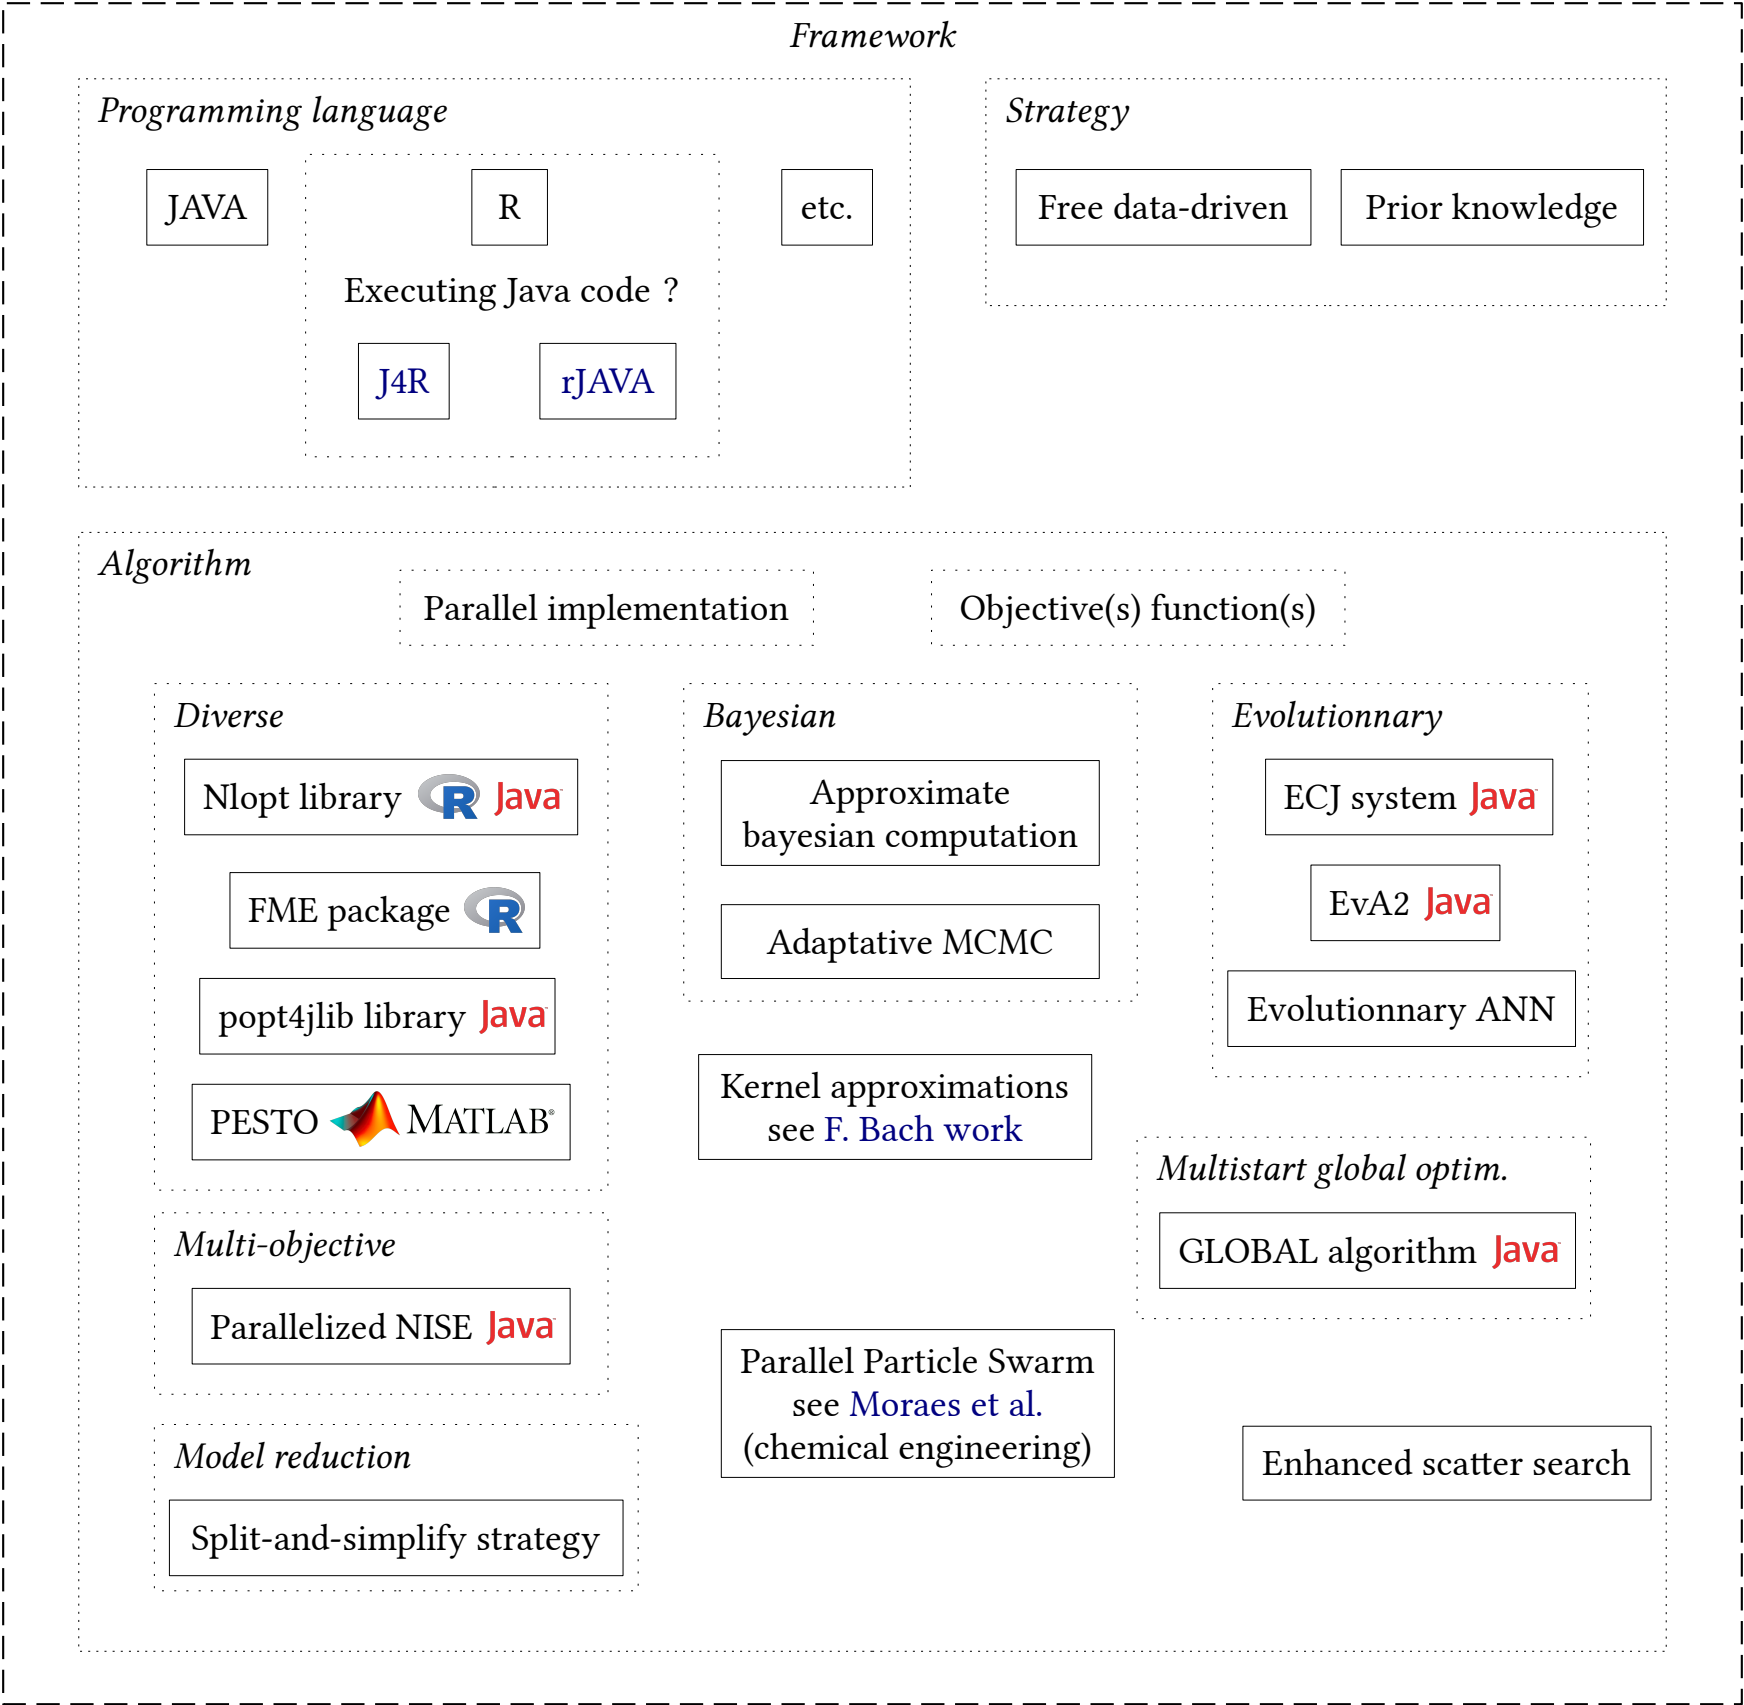 Framework
Programming language
JAVA
R
etc.
Executing Java code ?
J4R
rJAVA
Strategy
Free data-driven
Prior knowledge
Algorithm
Parallel implementation
Objective(s) function(s)
Diverse
Nlopt library R Java
FME package R
popt4jlib library Java
PESTO MATLAB®
Multi-objective
Parallelized NISE Java
Model reduction
Split-and-simplify strategy
Bayesian
Approximate
bayesian computation
Adaptative MCMC
Kernel approximations
see F. Bach work
Parallel Particle Swarm
see Moraes et al.
(chemical engineering)
Evolutionnary
ECJ system Java
EvA2 Java
Evolutionnary ANN
Multistart global optim.
GLOBAL algorithm Java
Enhanced scatter search